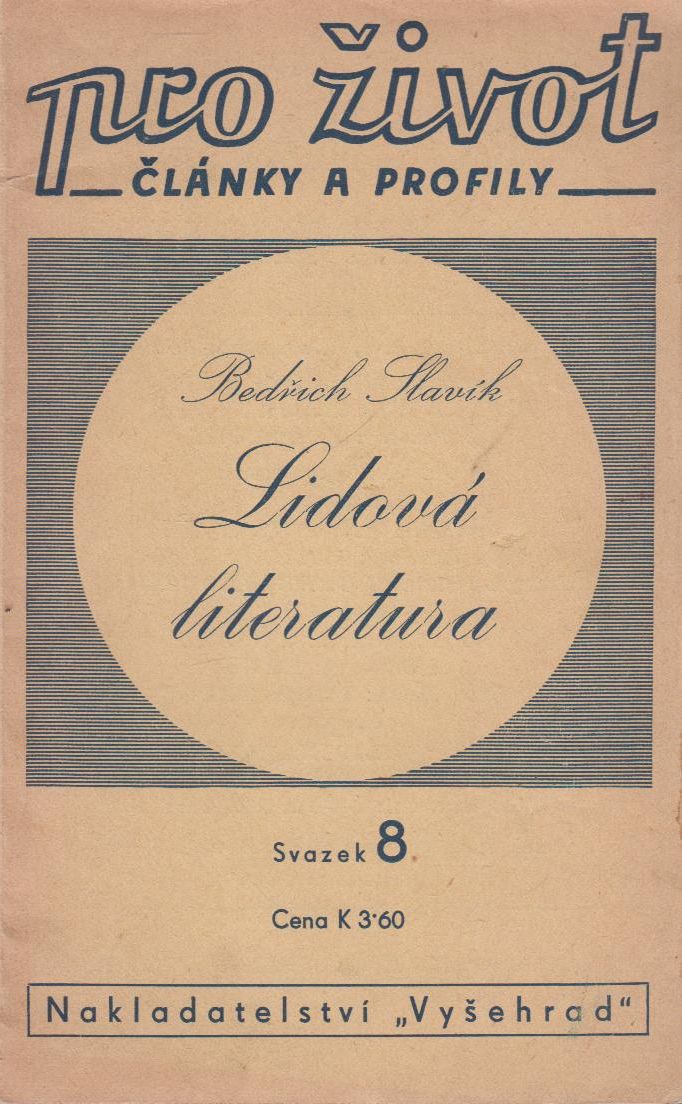 pro život
ČLÁNKY A PROFILY
Bedřich Slavík
Lidová
literatura
Svazek 8
Cena K 3·60
Nakladatelství „Vyšehrad“